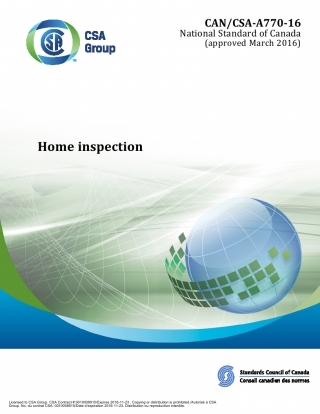 CSA
Group
CAN/CSA-A770-16
National Standard of Canada
(approved March 2016)
Home inspection
Standards Council of Canada
Conseil canadien des normes